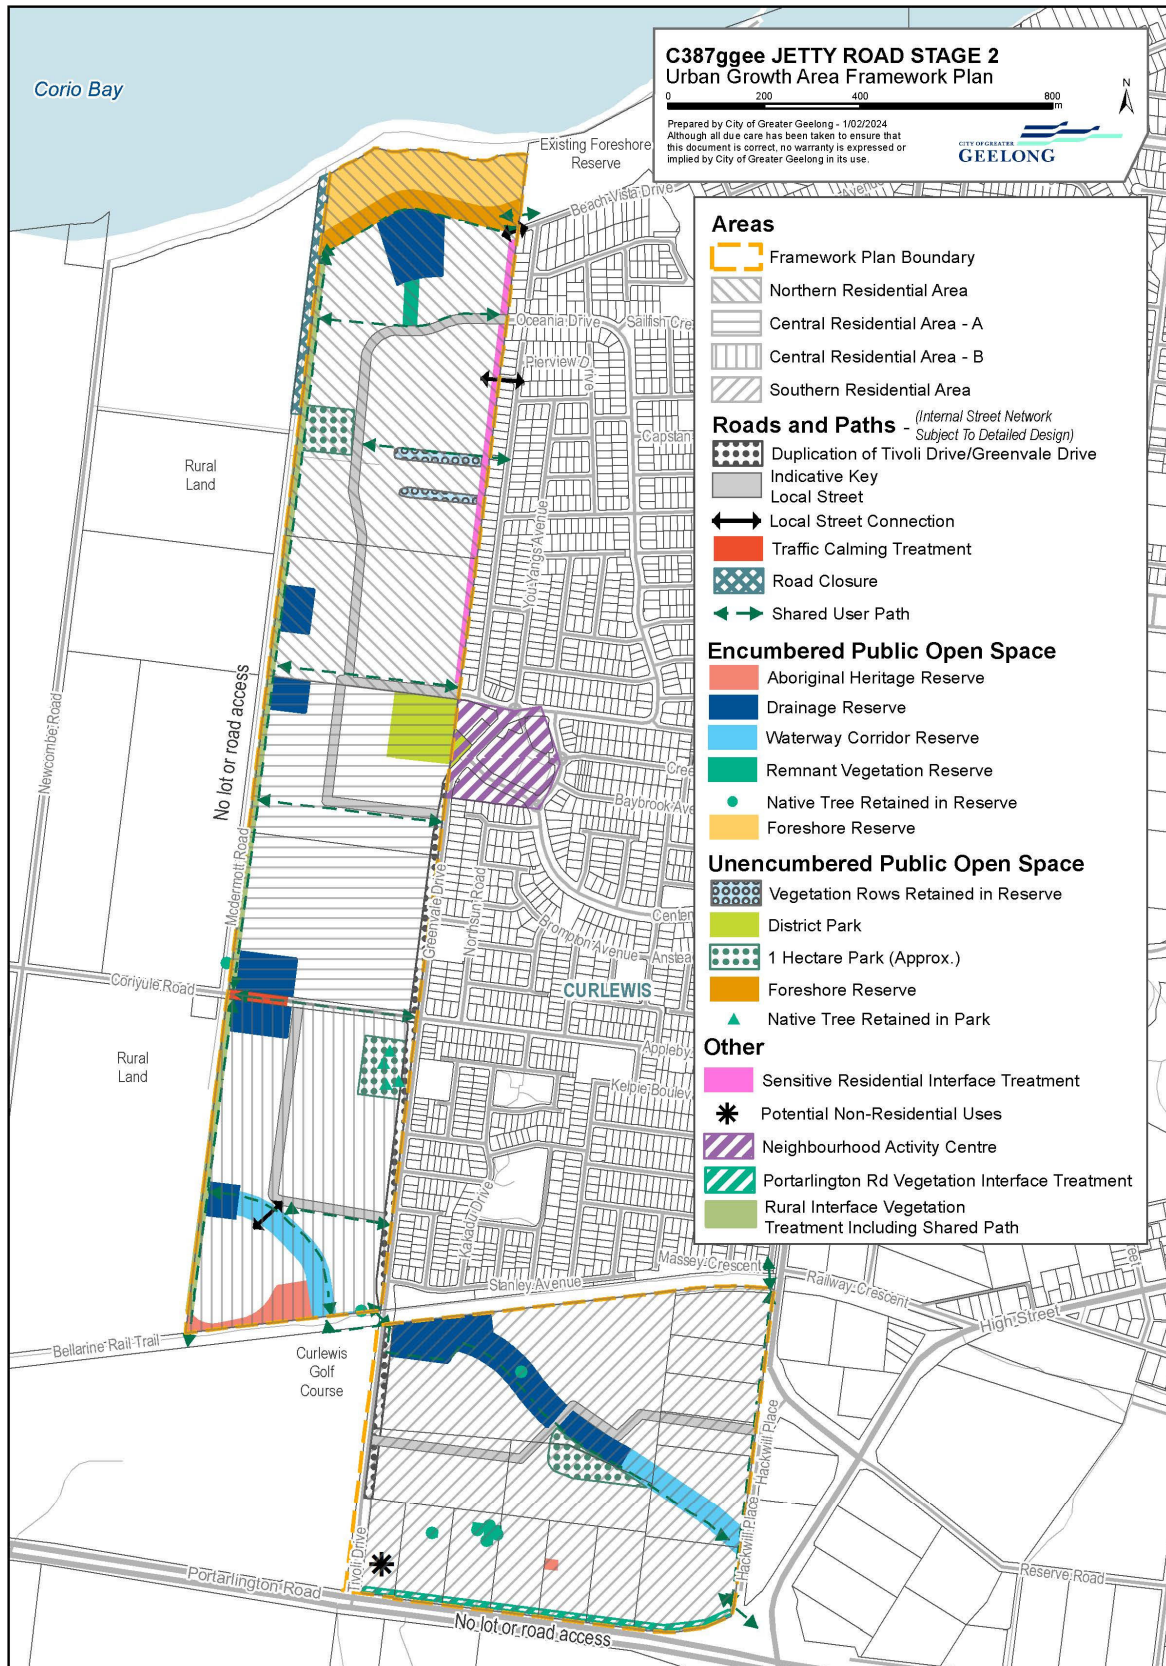 C387ggee JETTY ROAD STAGE 2
Urban Growth Area Framework Plan
0 200 400 800
m
N
Prepared by City of Greater Geelong - 1/02/2024
Although all due care has been taken to ensure that
this document is correct, no warranty is expressed or
implied by City of Greater Geelong in its use.
CITY OF GREATER
GEELONG
Corio Bay
Existing Foreshore
Reserve
Beach Vista Drive
Avenue
Areas
Framework Plan Boundary
Northern Residential Area
Central Residential Area - A
Central Residential Area - B
Southern Residential Area
Roads and Paths - (Internal Street Network
Subject To Detailed Design)
Duplication of Tivoli Drive/Greenvale Drive
Indicative Key
Local Street
Local Street Connection
Traffic Calming Treatment
Road Closure
Shared User Path
Encumbered Public Open Space
Aboriginal Heritage Reserve
Drainage Reserve
Waterway Corridor Reserve
Remnant Vegetation Reserve
Native Tree Retained in Reserve
Foreshore Reserve
Unencumbered Public Open Space
Vegetation Rows Retained in Reserve
District Park
1 Hectare Park (Approx.)
Foreshore Reserve
Native Tree Retained in Park
Other
Sensitive Residential Interface Treatment
Potential Non-Residential Uses
Neighbourhood Activity Centre
Portarlington Rd Vegetation Interface Treatment
Rural Interface Vegetation
Treatment Including Shared Path
Oceania Drive
Sailfish Cre
Pierview Drive
Capstan
Rural
Land
You Yangs Avenue
Newcombe Road
No lot or road access
Cree
Baybrook Ave
Mcdermott Road
Greenvale Drive
Northsun Road
Centen
Brompton Avenue
Anstea
CURLEWIS
Coriyule Road
Appleby
Rural
Land
Kelpie Boulev
Kakadu Drive
Massey Crescent
Stanley Avenue
Railway Crescent
High Street
reet
Bellarine Rail Trail
Curlewis
Golf
Course
Hackwill Place
Hackwill Place
Tivoli Drive
Portarlington Road
Reserve Road
No lot or road access